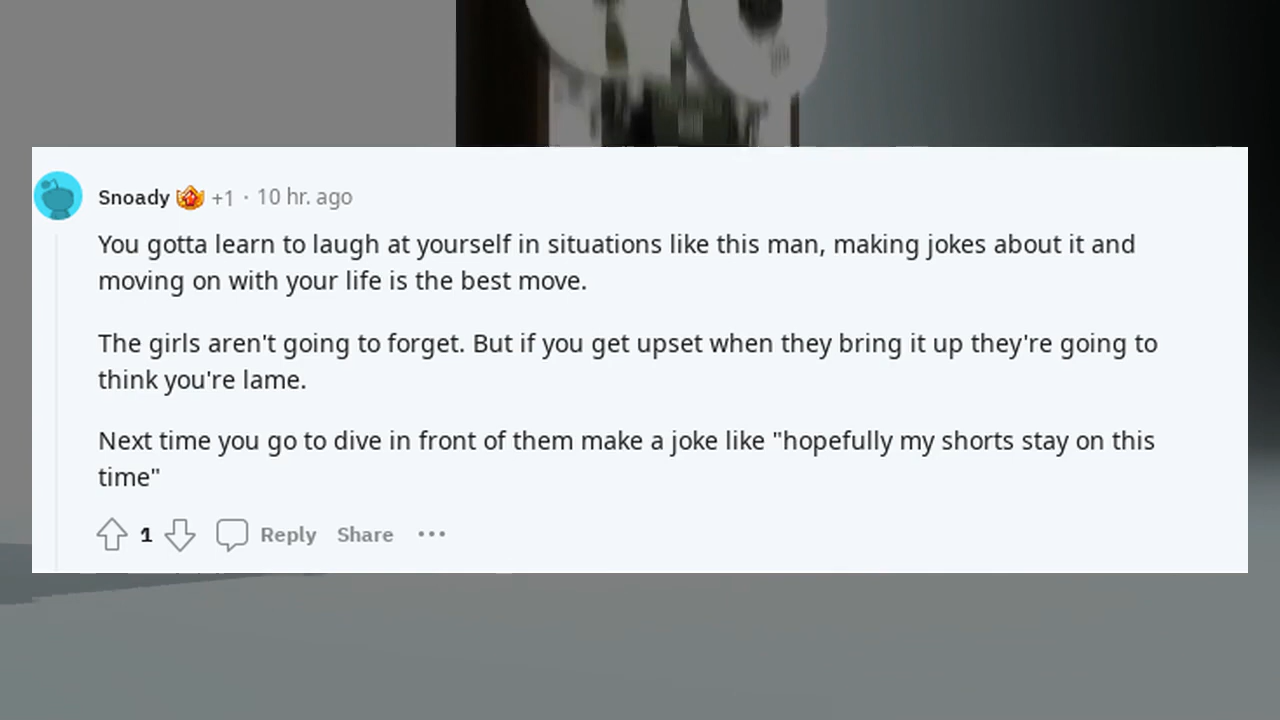 Snoady +1 · 10 hr. ago
You gotta learn to laugh at yourself in situations like this man, making jokes about it and
moving on with your life is the best move.
The girls aren't going to forget. But if you get upset when they bring it up they're going to
think you're lame.
Next time you go to dive in front of them make a joke like "hopefully my shorts stay on this
time"
1 Reply Share ···